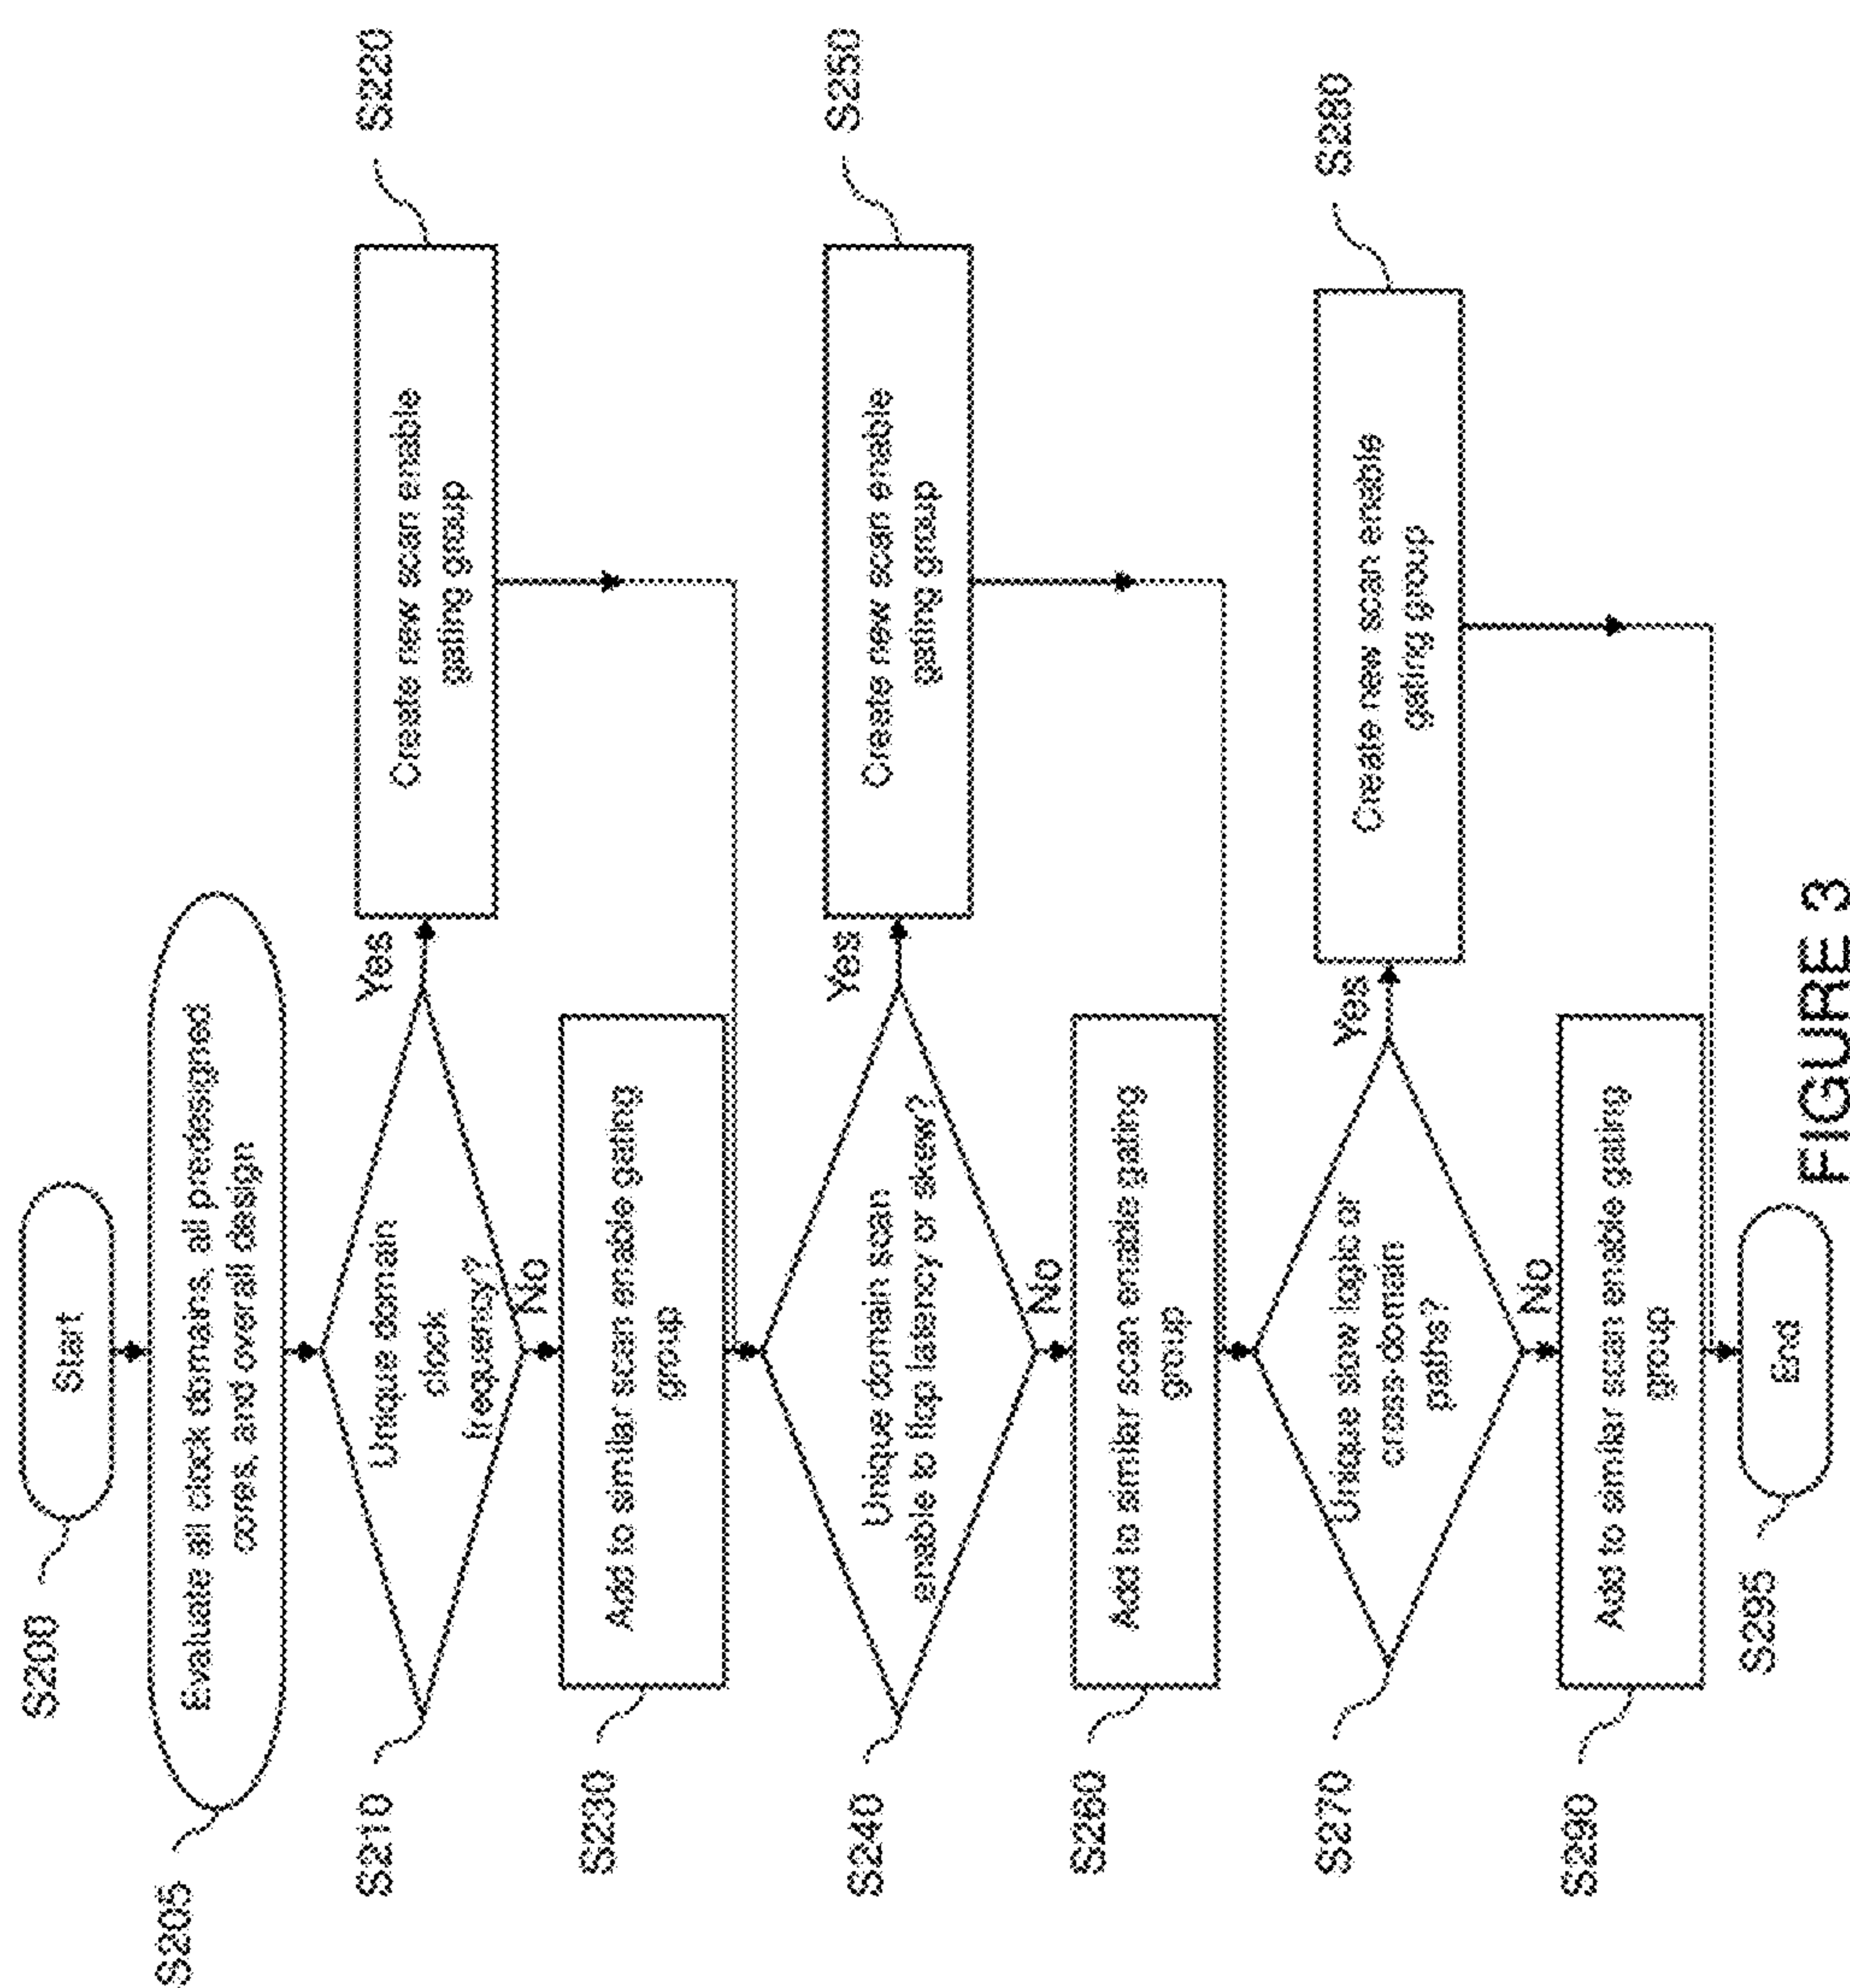 S200
Start
S205
Evaluate all clock domains, all predesigned
cores, and overall design
S210
Unique domain
clock
frequency?
Yes
Create new scan enable
gating group
S220
No
S230
Add to similar scan enable gating
group
S240
Unique domain scan
enable to flop latency or skew?
Yes
Create new scan enable
gating group
S250
No
S260
Add to similar scan enable gating
group
S270
Unique slow logic or
cross-domain
paths?
Yes
Create new scan enable
gating group
S280
No
S290
Add to similar scan enable gating
group
S295
End
FIGURE 3